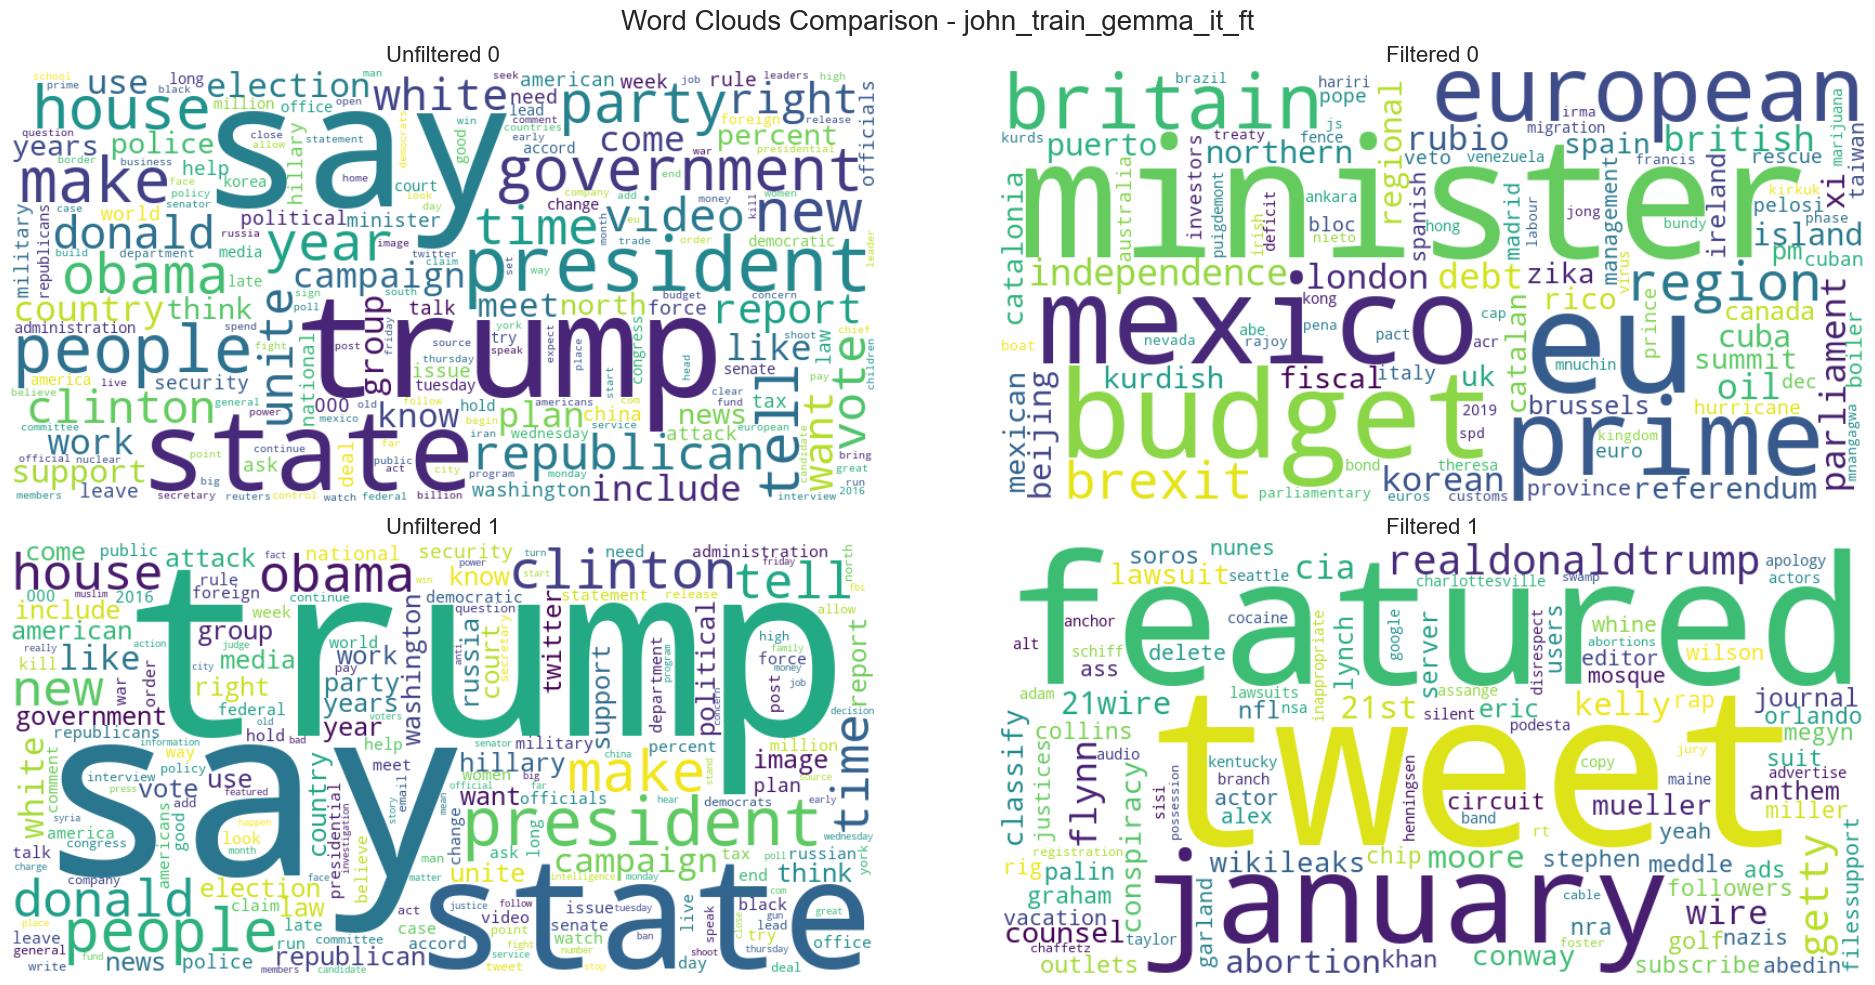 Word Clouds Comparison - john_train_gemma_it_ft
Unfiltered 0
school
prime
use
black
long
election
man
million
office
open
white
seek
need
lead
american
week
job
rule
leaders
high
comment
countries
early
accord
party
right
foreign
release
house
question
years
police
border
business
allow
close
statement
help
say
democrats
good
win
come
war
percent
presidential
officials
make
korea
face
policy
senator
hillary
home
court
look
day
government
end
company
add
money
women
change
kill
military
case
world
political
minister
time
month
eu
video
trade
order
new
republicans
donald
russia
media
build
department
year
image
twitter
claim
set
way
democratic
leader
obama
late
campaign
president
country
think
sign
south
poll
talk
meet
north
force
budget
concern
report
administration
spend
fight
unite
national
post
group
friday
trump
york
source
try
speak
thursday
issue
tuesday
expect
place
start
congress
head
senate
like
shoot
law
chief
children
people
america
live
security
believe
general
clinton
power
committee
000
old
mexico
follow
know
hold
begin
americans
com
plan
china
service
clear
fund
news
tax
tell
pay
want
vote
candidate
work
official
nuclear
point
continue
state
deal
far
public
act
city
iran
wednesday
attack
european
republican
support
ask
program
monday
bring
great
members
leave
big
secretary
reuters
control
watch
federal
billion
washington
include
interview
run
2016
Filtered 0
brazil
hariri
pope
britain
european
irma
kurds
puerto
treaty
js
fence
regional
migration
rubio
spain
british
marijuana
taiwan
northern
investors
australia
veto
venezuela
francis
rescue
minister
catalonia
puigdemont
irish
deficit
ankara
bloc
nieto
spanish
hong
madrid
labour
jong
management
ireland
kirkuk
pelosi
xi
bundy
phase
island
independence
london
debt
zika
virus
region
pm
cuban
kong
mexico
rico
prince
canada
boat
nevada
abe
rajoy
pena
pact
cap
acr
catalan
eu
mnuchin
cuba
summit
parliament
boiler
mexican
beijing
kurdish
fiscal
italy
uk
oil
dec
budget
2019
brussels
hurricane
spd
kingdom
euro
prime
mnangagwa
brexit
bond
theresa
korean
parliamentary
euros
customs
province
referendum
Unfiltered 1
come
public
attack
fact
national
security
turn
need
administration
friday
north
house
rule
foreign
obama
power
win
know
start
clinton
tell
fbi
000
muslim
2016
continue
democratic
question
statement
release
allow
include
week
trump
american
group
world
washington
russia
anti
court
secretary
twitter
support
department
program
political
high
force
family
money
job
report
really
action
judge
kill
like
media
city
work
pay
new
war
order
right
party
years
year
concern
post
government
federal
old
voters
time
decision
republicans
hold
bad
information
help
senator
military
percent
million
white
comment
way
interview
policy
meet
say
hillary
china
stand
image
source
press
use
women
big
make
plan
syria
vote
featured
add
country
email
story
mean
official
far
want
officials
hear
democrats
early
america
good
happen
congress
americans
look
month
presidential
investigation
believe
change
long
president
wednesday
york
talk
charge
company
man
ask
campaign
tax
poll
russian
face
matter
unite
intelligence
monday
end
com
think
donald
election
claim
law
act
justice
follow
issue
tuesday
live
speak
black
gun
lead
great
place
people
late
case
video
point
senate
state
ban
shoot
close
try
office
leave
general
run
committee
accord
fight
watch
number
thursday
fund
news
police
republican
service
day
deal
write
members
candidate
tweet
stop
Filtered 1
soros
nunes
lawsuit
seattle
cia
realdonaldtrump
charlottesville
swamp
apology
actors
featured
cocaine
anchor
alt
schiff
ass
delete
inappropriate
lynch
google
server
disrespect
users
whine
abortions
editor
wilson
mosque
adam
21wire
lawsuits
nfl
nsa
21st
assange
silent
eric
podesta
kelly
rap
journal
orlando
megyn
classify
collins
justices
flynn
audio
conspiracy
sisi
possession
kentucky
branch
actor
alex
tweet
henningsen
circuit
band
copy
jury
maine
mueller
suit
advertise
anthem
miller
rt
yeah
registration
rig
palin
graham
wikileaks
chip
moore
stephen
meddle
ads
filessupport
getty
january
cable
followers
vacation
counsel
chaffetz
taylor
garland
nra
foster
wire
golf
nazis
outlets
abortion
khan
conway
subscribe
abedin